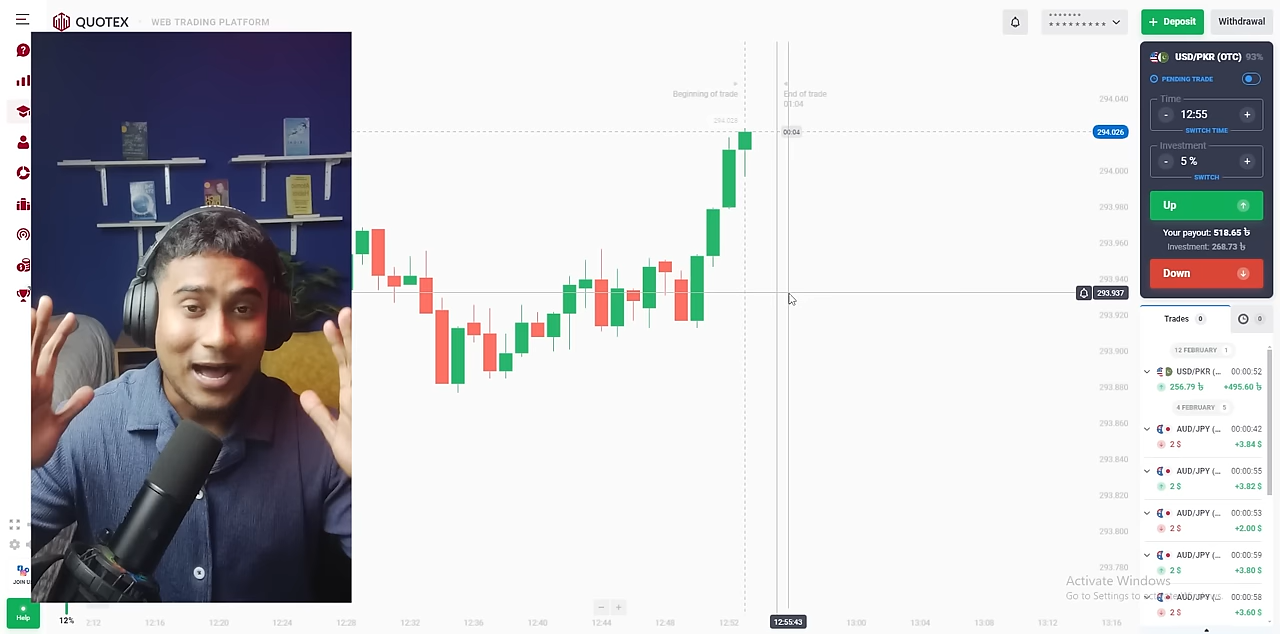 QUOTEX
WEB TRADING PLATFORM
Deposit
Withdrawal
USD/PKR (OTC) 93%
PENDING TRADE
Time
- 12:55 +
SWITCH TIME
Investment
- 5 % +
SWITCH
Up
Your payout: 518.65 ৳
Investment: 268.73 ৳
Down
Trades 0
0
12 FEBRUARY 1
USD/PKR (... 00:00:52
256.79 ৳ +495.60 ৳
4 FEBRUARY 5
AUD/JPY (... 00:00:42
2 $ +3.84 $
AUD/JPY (... 00:00:55
2 $ +3.82 $
AUD/JPY (... 00:00:53
2 $ +2.00 $
AUD/JPY (... 00:00:59
2 $ +3.80 $
AUD/JPY (... 00:00:58
2 $ +3.60 $
Activate Windows
Beginning of trade
End of trade
01:04
294.028
00:04
294.040
294.026
294.000
293.980
293.960
293.940
293.937
293.920
293.900
293.880
293.860
293.840
293.820
293.800
293.780
Help
12%
2:12 12:16 12:20 12:24 12:28 12:32 12:36 12:40 12:44 12:48 12:52 12:55:43 13:00 13:04 13:08 13:12 13:16